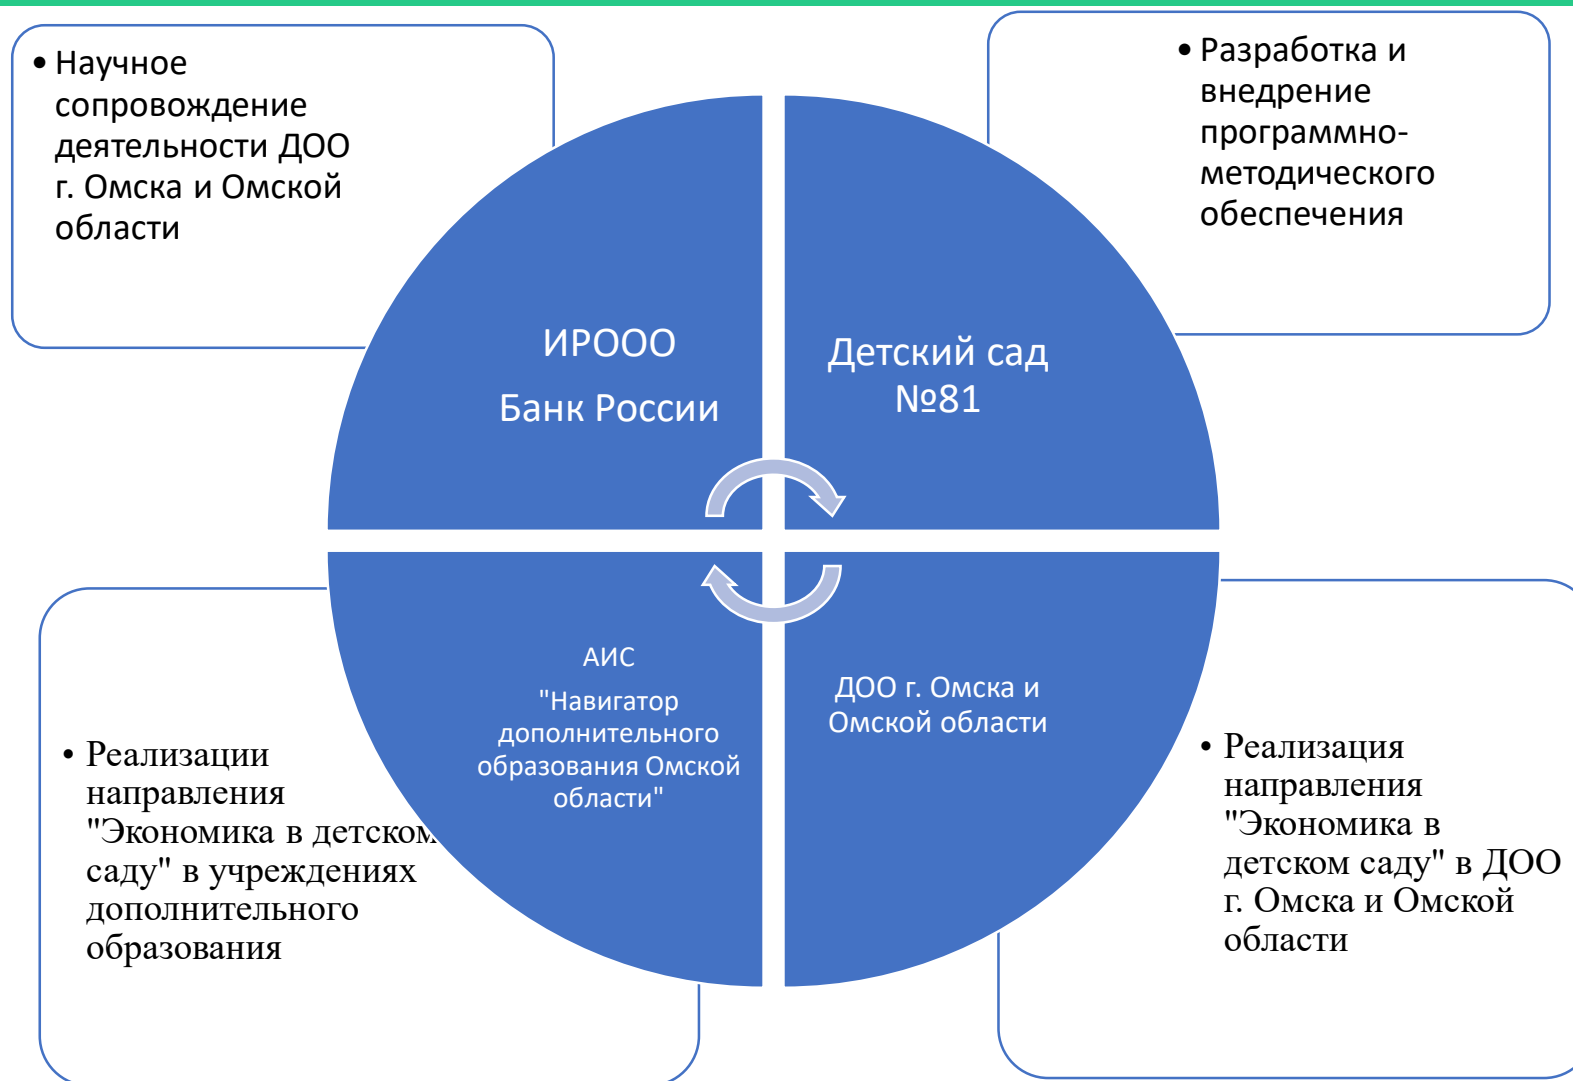 • Научное
сопровождение
деятельности ДОО
г. Омска и Омской
области
• Разработка и
внедрение
программно-
методического
обеспечения
ИРООО
Банк России
Детский сад
№81
АИС
"Навигатор
дополнительного
образования Омской
области"
ДОО г. Омска и
Омской области
• Реализации
направления
"Экономика в детском
саду" в учреждениях
дополнительного
образования
• Реализация
направления
"Экономика в
детском саду" в ДОО
г. Омска и Омской
области